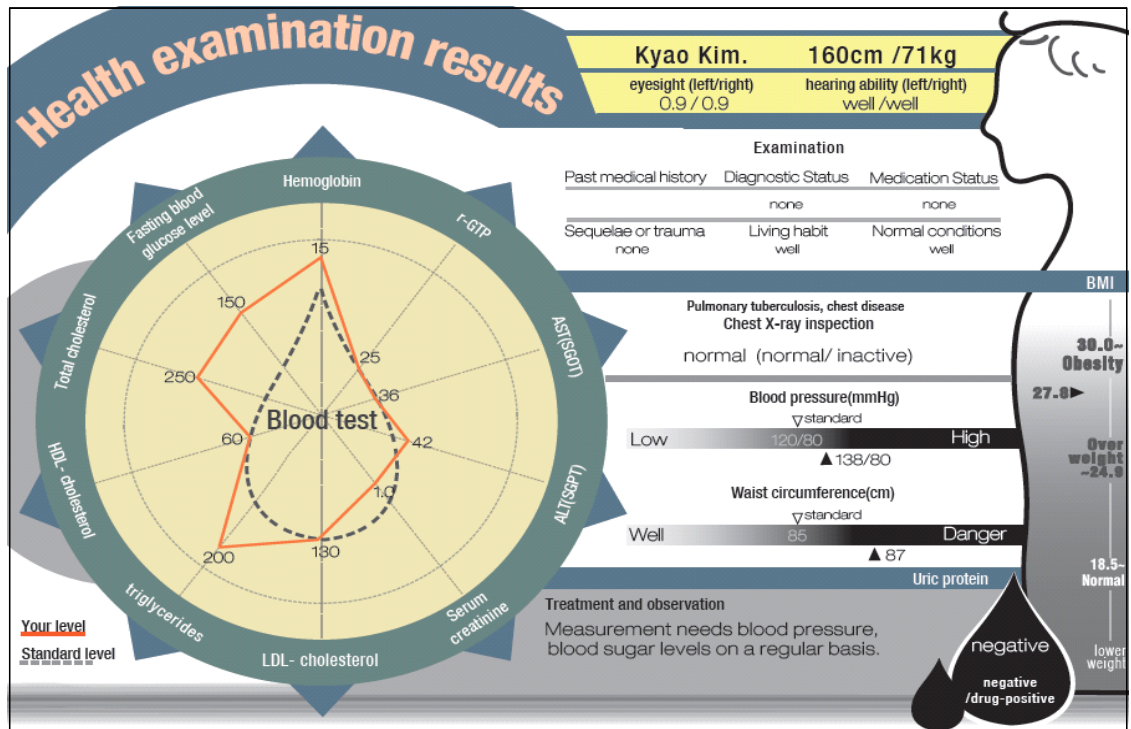 Health examination results
Kyao Kim. 160cm /71kg
eyesight (left/right) hearing ability (left/right)
0.9 / 0.9 well /well
Examination
Past medical history Diagnostic Status Medication Status
none none
Sequelae or trauma Living habit Normal conditions
none well well
BMI
Pulmonary tuberculosis, chest disease
Chest X-ray inspection
normal (normal/ inactive)
30.0~
Obesity
27.8
Over
weight
~24.9
18.5~
Normal
lower
weight
Blood pressure(mmHg)
standard
Low 120/80 High
138/80
Waist circumference(cm)
standard
Well 85 Danger
87
Uric protein
Treatment and observation
Measurement needs blood pressure,
blood sugar levels on a regular basis.
negative
negative
/drug-positive
Hemoglobin
r-GTP
AST(SGOT)
ALT(SGPT)
Serum
creatinine
LDL- cholesterol
triglycerides
HDL- cholesterol
Total cholesterol
Fasting blood
glucose level
15
25
36
42
1.0
130
200
60
250
150
Blood test
Your level
Standard level